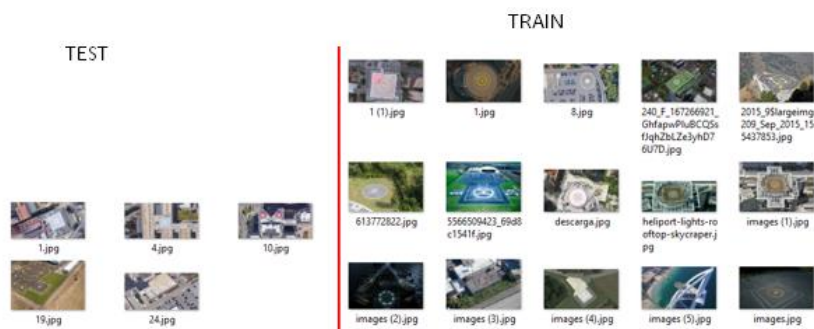 TEST
TRAIN
1.jpg
4.jpg
10.jpg
19.jpg
24.jpg
1 (1).jpg
1.jpg
8.jpg
240_F_167266921_
GhfapwPluBCQSs
fJqhZbLZe3yhD7
6U7D.jpg
2015_9$largeimg
209_Sep_2015_15
5437853.jpg
613772822.jpg
5566509423_69d8
c1541f.jpg
descarga.jpg
heliport-lights-ro
oftop-skycraper.j
pg
images (1).jpg
images (2).jpg
images (3).jpg
images (4).jpg
images (5).jpg
images.jpg